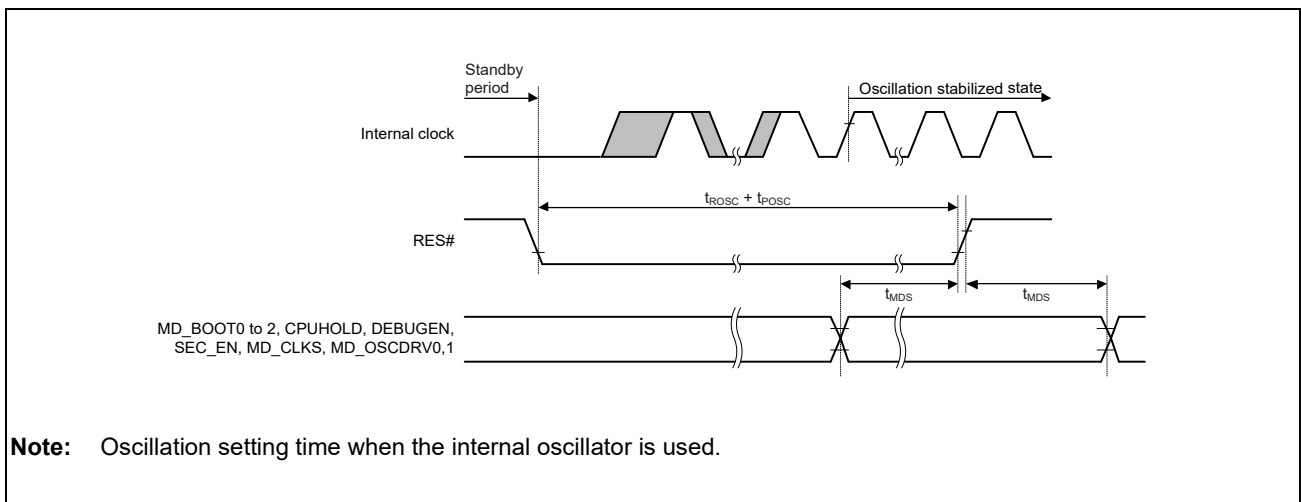 Standby
period
Oscillation stabilized state
Internal clock
tROSC + tPOSC
RES#
tMDS
tMDS
MD_BOOT0 to 2, CPUHOLD, DEBUGEN,
SEC_EN, MD_CLKS, MD_OSCDRV0,1
Note: Oscillation setting time when the internal oscillator is used.